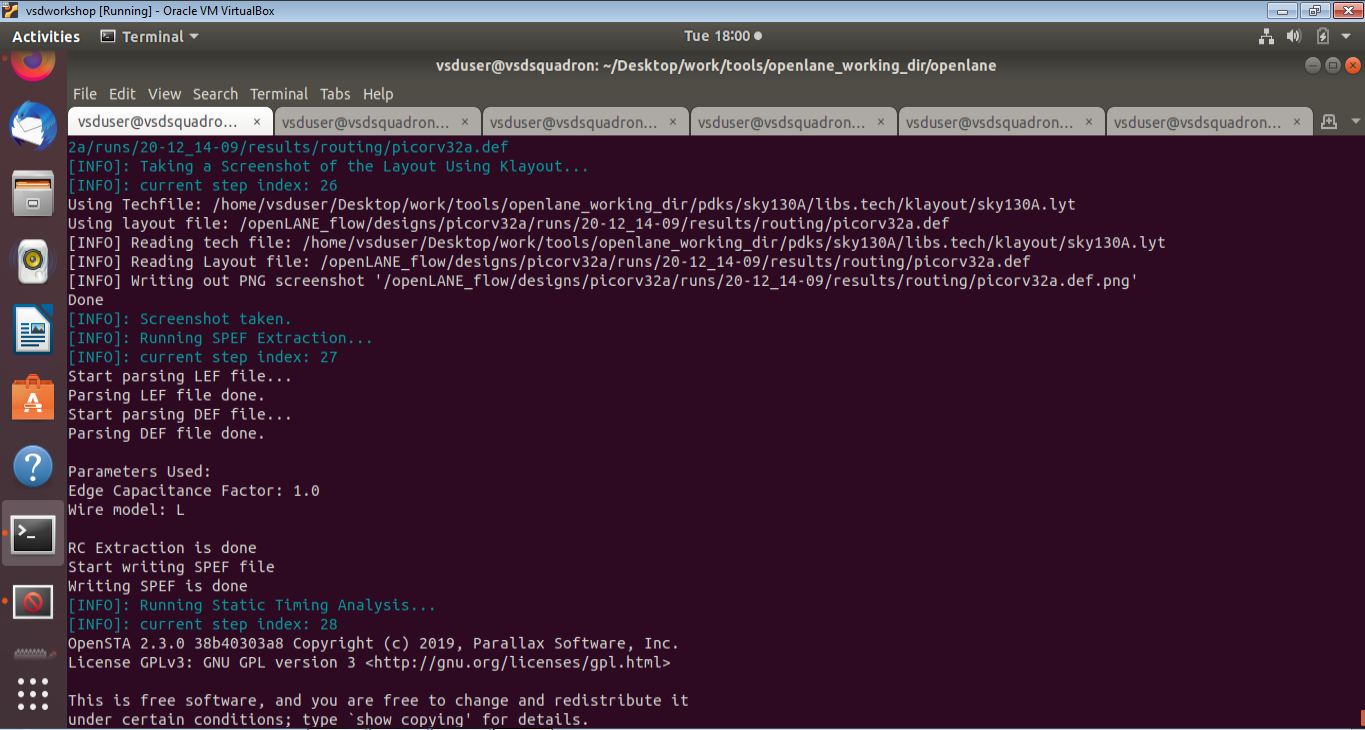 vsdworkshop [Running] - Oracle VM VirtualBox
Activities Terminal Tue 18:00
vsduser@vsdsquadron: ~/Desktop/work/tools/openlane_working_dir/openlane
File Edit View Search Terminal Tabs Help
vsduser@vsdsquadro... × vsduser@vsdsquadron... × vsduser@vsdsquadron... × vsduser@vsdsquadron... × vsduser@vsdsquadron... × vsduser@vsdsquadron... ×
2a/runs/20-12_14-09/results/routing/picorv32a.def
[INFO]: Taking a Screenshot of the Layout Using Klayout...
[INFO]: current step index: 26
Using Techfile: /home/vsduser/Desktop/work/tools/openlane_working_dir/pdks/sky130A/libs.tech/klayout/sky130A.lyt
Using layout file: /openLANE_flow/designs/picorv32a/runs/20-12_14-09/results/routing/picorv32a.def
[INFO] Reading tech file: /home/vsduser/Desktop/work/tools/openlane_working_dir/pdks/sky130A/libs.tech/klayout/sky130A.lyt
[INFO] Reading Layout file: /openLANE_flow/designs/picorv32a/runs/20-12_14-09/results/routing/picorv32a.def
[INFO] Writing out PNG screenshot '/openLANE_flow/designs/picorv32a/runs/20-12_14-09/results/routing/picorv32a.def.png'
Done
[INFO]: Screenshot taken.
[INFO]: Running SPEF Extraction...
[INFO]: current step index: 27
Start parsing LEF file...
Parsing LEF file done.
Start parsing DEF file...
Parsing DEF file done.
Parameters Used:
Edge Capacitance Factor: 1.0
Wire model: L
RC Extraction is done
Start writing SPEF file
Writing SPEF is done
[INFO]: Running Static Timing Analysis...
[INFO]: current step index: 28
OpenSTA 2.3.0 38b40303a8 Copyright (c) 2019, Parallax Software, Inc.
License GPLv3: GNU GPL version 3 <http://gnu.org/licenses/gpl.html>
This is free software, and you are free to change and redistribute it
under certain conditions; type `show copying' for details.